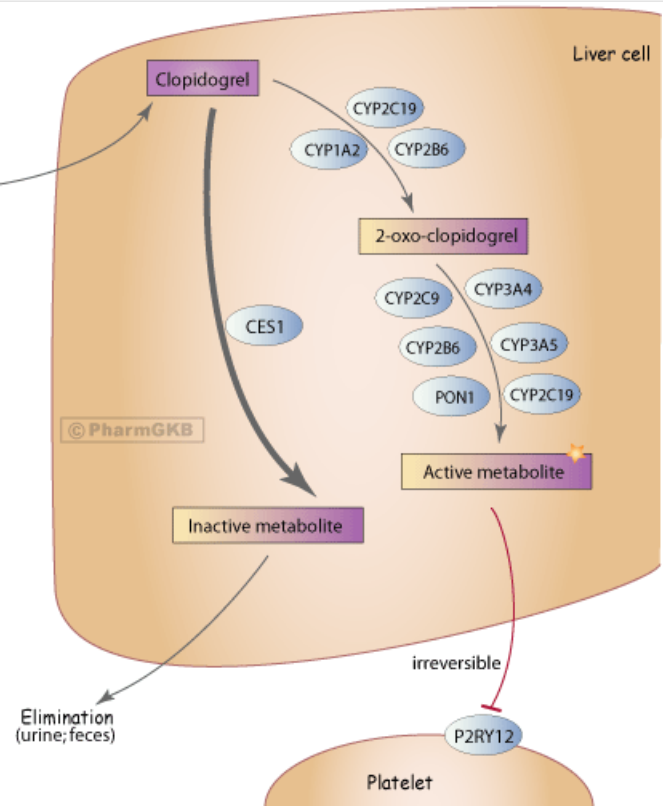 Liver cell
Clopidogrel
CYP2C19
CYP1A2
CYP2B6
2-oxo-clopidogrel
CYP2C9
CYP3A4
CES1
CYP2B6
CYP3A5
PON1
CYP2C19
© PharmGKB
Active metabolite
Inactive metabolite
irreversible
Elimination
(urine; feces)
P2RY12
Platelet